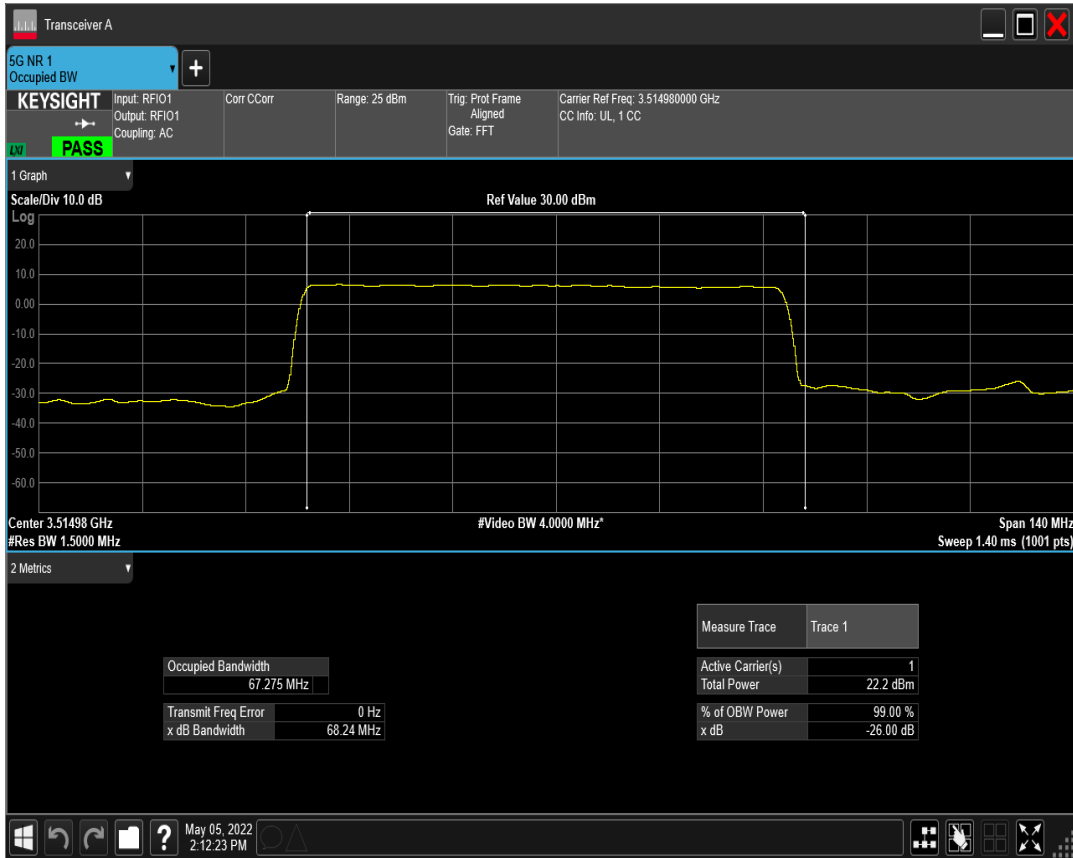 Transceiver A
5G NR 1
Occupied BW
KEYSIGHT
LXI
PASS
Input: RFIO1
Output: RFIO1
Coupling: AC
Corr CCorr
Range: 25 dBm
Trig: Prot Frame
Aligned
Gate: FFT
Carrier Ref Freq: 3.514980000 GHz
CC Info: UL, 1 CC
1 Graph
Scale/Div 10.0 dB
Ref Value 30.00 dBm
Log
20.0
10.0
0.00
-10.0
-20.0
-30.0
-40.0
-50.0
-60.0
Center 3.51498 GHz
#Video BW 4.0000 MHz*
Span 140 MHz
#Res BW 1.5000 MHz
Sweep 1.40 ms (1001 pts)
2 Metrics
Measure Trace Trace 1
Occupied Bandwidth
67.275 MHz
Active Carrier(s) 1
Total Power 22.2 dBm
Transmit Freq Error 0 Hz
x dB Bandwidth 68.24 MHz
% of OBW Power 99.00 %
x dB -26.00 dB
?
May 05, 2022
2:12:23 PM